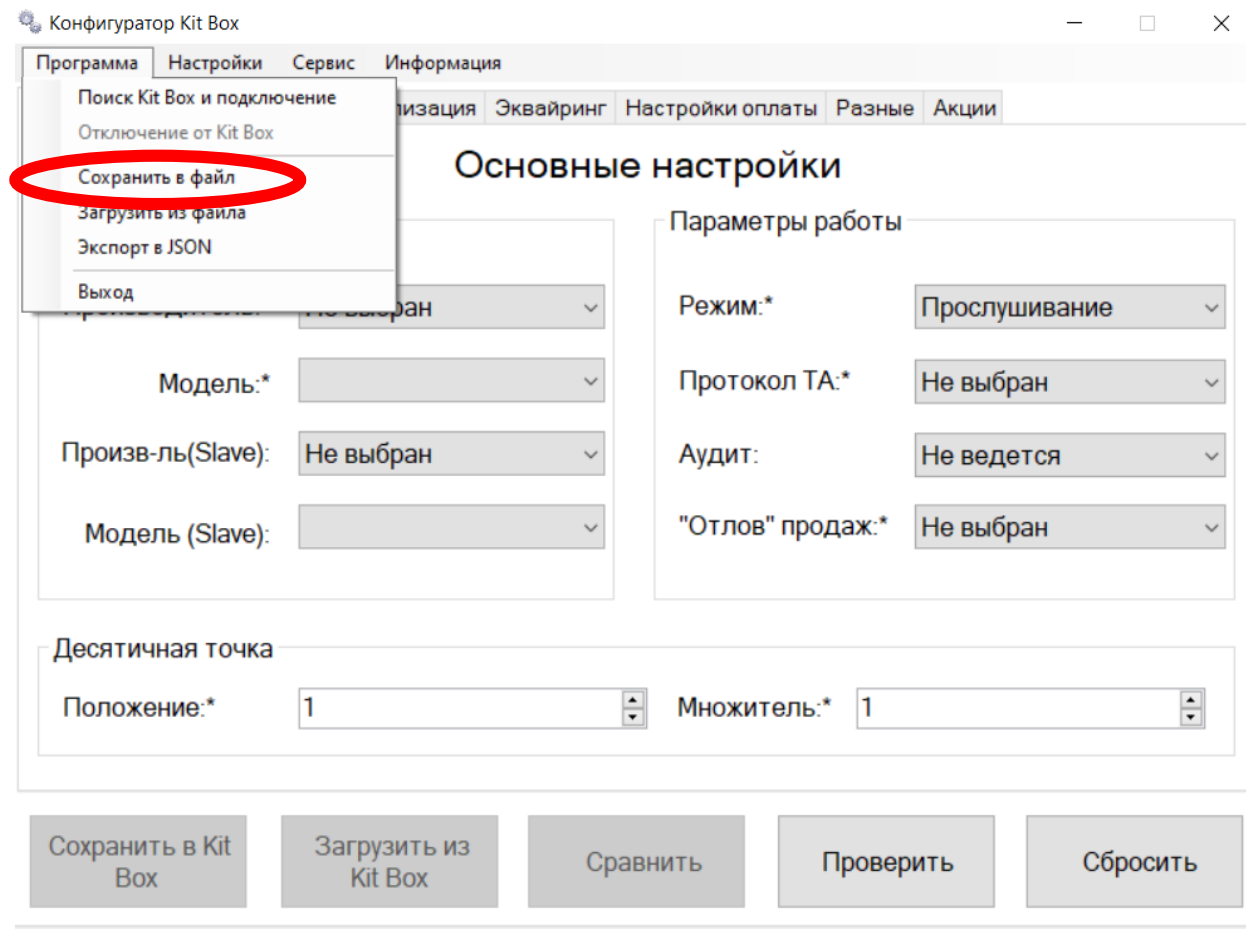 Конфигуратор Kit Box
Программа Настройки Сервис Информация
Поиск Kit Box и подключение
Эквайринг Настройки оплаты Разные Акции
Отключение от Kit Box
Основные настройки
Сохранить в файл
Загрузить из файла
Экспорт в JSON
Выход
Параметры работы
Режим:* Прослушивание
Модель:*
Протокол ТА:* Не выбран
Произв-ль(Slave): Не выбран
Аудит: Не ведется
Модель (Slave):
"Отлов" продаж:* Не выбран
Десятичная точка
Положение:* 1
Множитель:* 1
Сохранить в Kit
Box
Загрузить из
Kit Box
Сравнить
Проверить
Сбросить